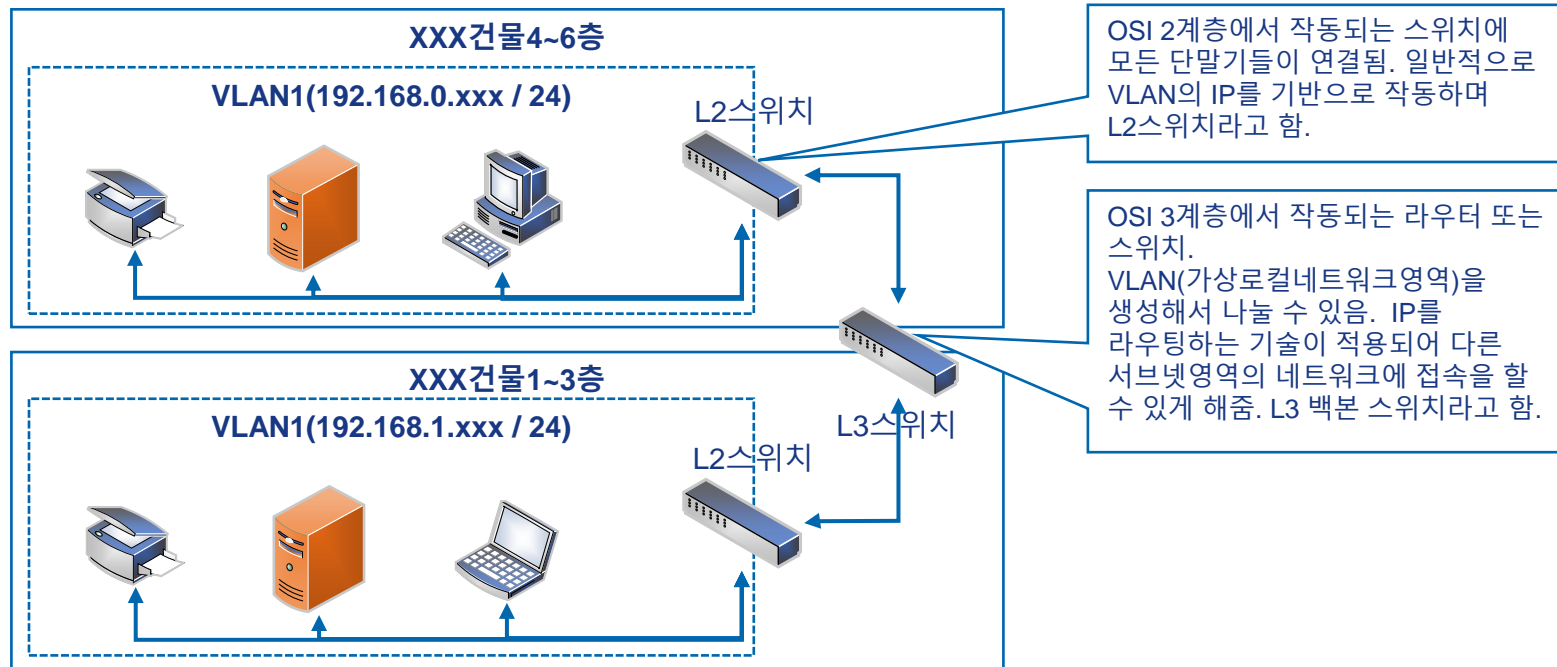 XXX건물4~6층
VLAN1(192.168.0.xxx / 24)
L2스위치
OSI 2계층에서 작동되는 스위치에
모든 단말기들이 연결됨. 일반적으로
VLAN의 IP를 기반으로 작동하며
L2스위치라고 함.
OSI 3계층에서 작동되는 라우터 또는
스위치.
VLAN(가상로컬네트워크영역)을
생성해서 나눌 수 있음. IP를
라우팅하는 기술이 적용되어 다른
서브넷영역의 네트워크에 접속을 할
수 있게 해줌. L3 백본 스위치라고 함.
XXX건물1~3층
VLAN1(192.168.1.xxx / 24)
L3스위치
L2스위치